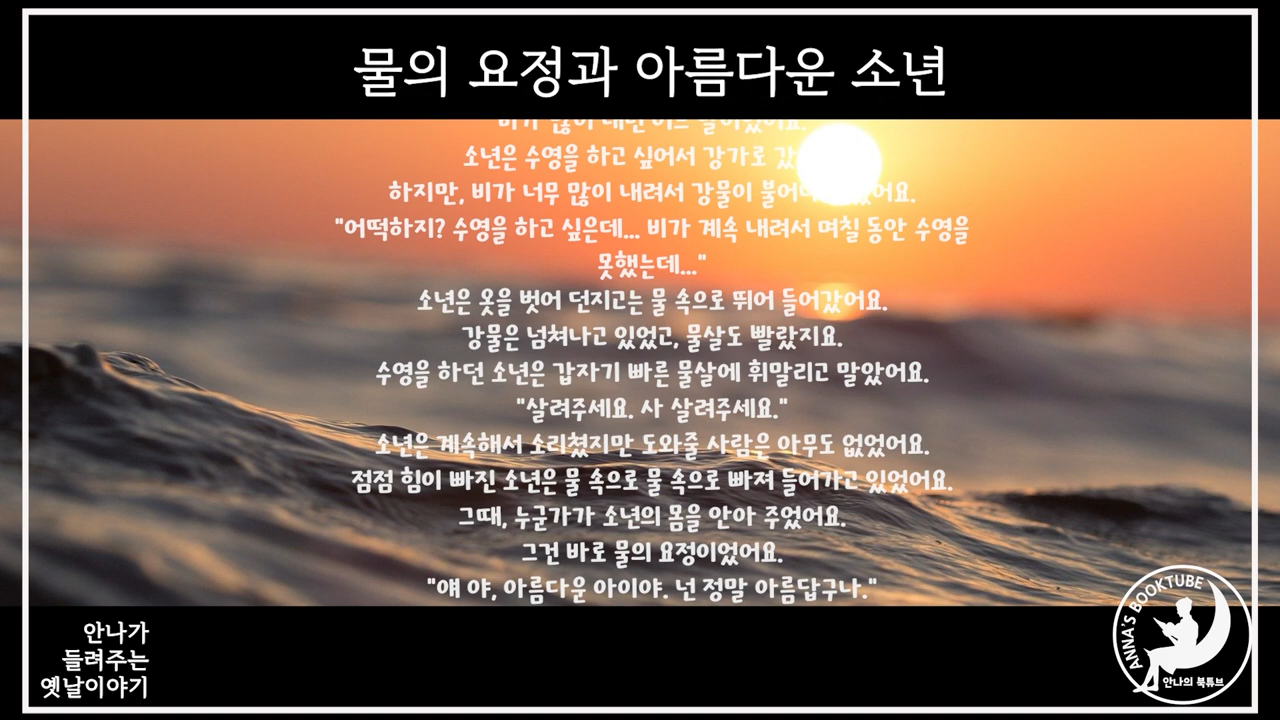 물의 요정과 아름다운 소년
소년은 수영을 하고 싶어서 강가로
하지만, 비가 너무 많이 내려서 강물이
"어떡하지? 수영을 하고 싶은데... 비가 계속 내려서 며칠 동안 수영을
못했는데..."
소년은 옷을 벗어 던지고는 물 속으로 뛰어 들어갔어요.
강물은 넘쳐나고 있었고, 물살도 빨랐지요.
수영을 하던 소년은 갑자기 빠른 물살에 휘말리고 말았어요.
"살려주세요. 사 살려주세요."
소년은 계속해서 소리쳤지만 도와줄 사람은 아무도 없었어요.
점점 힘이 빠진 소년은 물 속으로 물 속으로 빠져 들어가고 있었어요.
그때, 누군가가 소년의 몸을 안아 주었어요.
그건 바로 물의 요정이었어요.
"얘 야, 아름다운 아이야. 넌 정말 아름답구나."
안나가
들려주는
옛날이야기
ANNA'S BOOKTUBE
안나의 북튜브